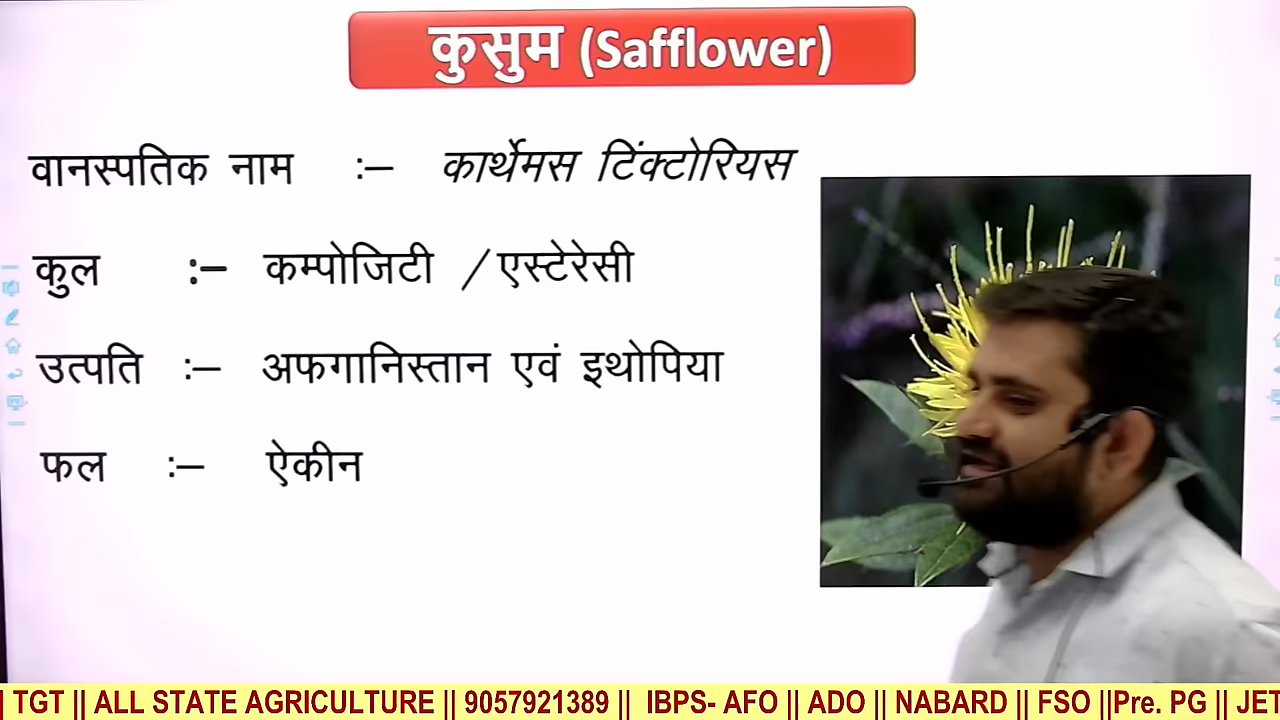 कुसुम (Safflower)
वानस्पतिक नाम :– कार्थेमस टिंक्टोरियस
कुल :– कम्पोजिटी / एस्टेरेसी
उत्पति :– अफगानिस्तान एवं इथोपिया
फल :– ऐकीन
TGT || ALL STATE AGRICULTURE || 9057921389 || IBPS- AFO || ADO || NABARD || FSO ||Pre. PG || JET